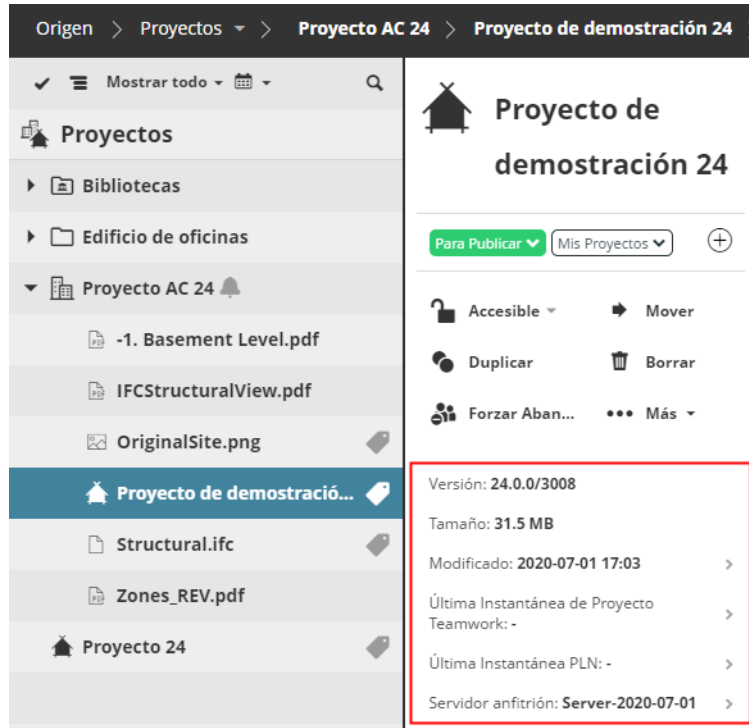 Origen > Proyectos > Proyecto AC 24 > Proyecto de demostración 24
Mostrar todo
Proyectos
Bibliotecas
Edificio de oficinas
Proyecto AC 24
-1. Basement Level.pdf
IFCStructuralView.pdf
OriginalSite.png
Proyecto de demostració...
Structural.ifc
Zones_REV.pdf
Proyecto 24
Proyecto de
demostración 24
Para Publicar Mis Proyectos
Accesible Mover
Duplicar Borrar
Forzar Aban... Más
Versión: 24.0.0/3008
Tamaño: 31.5 MB
Modificado: 2020-07-01 17:03
Última Instantánea de Proyecto
Teamwork: -
Última Instantánea PLN: -
Servidor anfitrión: Server-2020-07-01